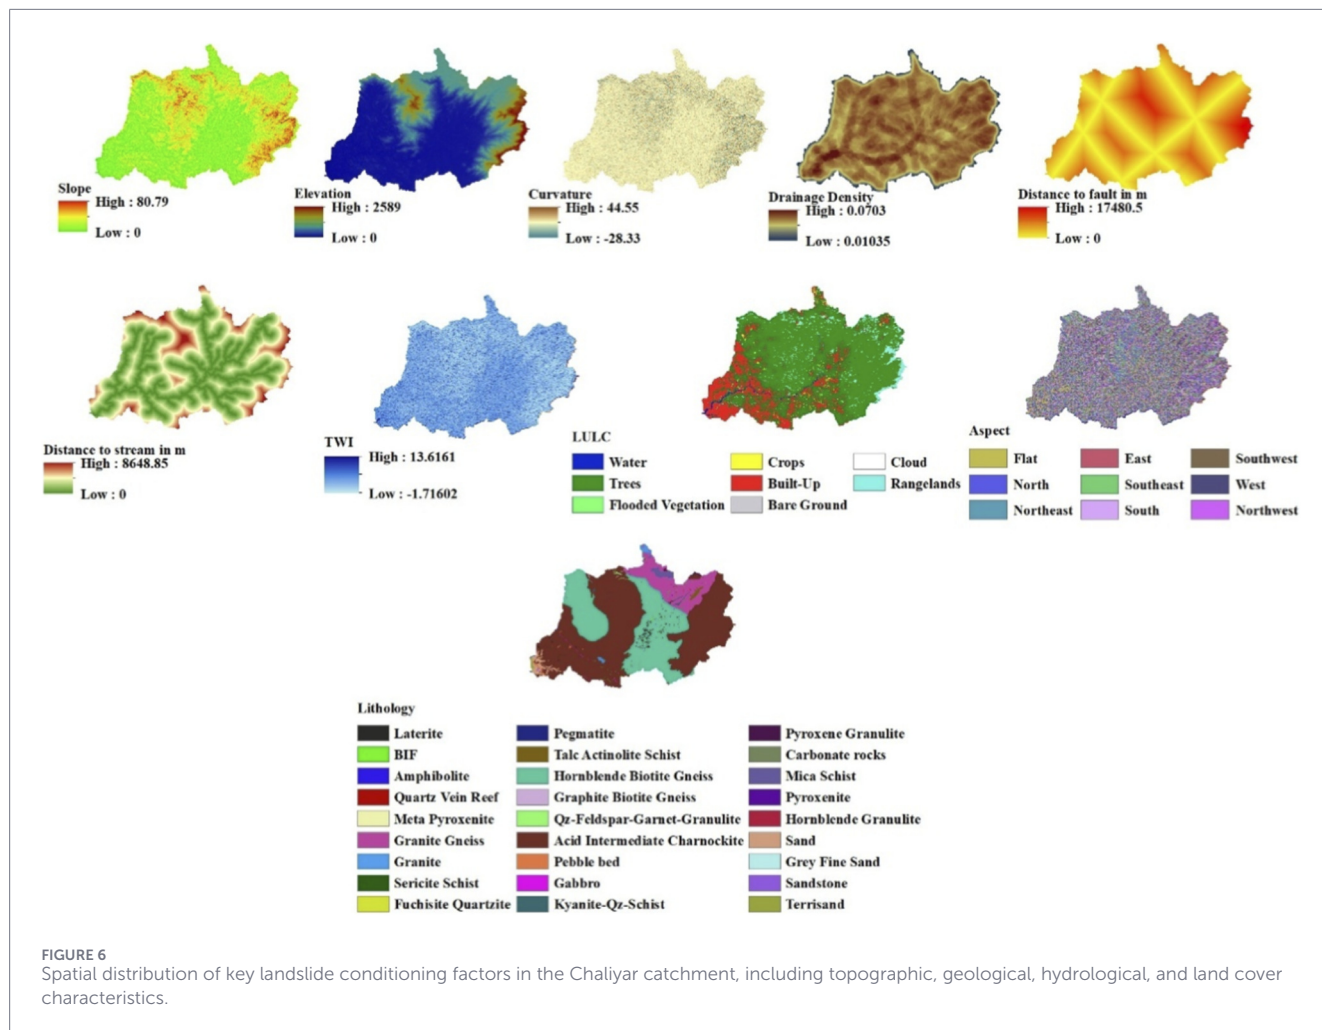 Slope
High : 80.79
Low : 0
Elevation
High : 2589
Low : 0
Curvature
High : 44.55
Low : -28.33
Drainage Density
High : 0.0703
Low : 0.01035
Distance to fault in m
High : 17480.5
Low : 0
Distance to stream in m
High : 8648.85
Low : 0
TWI
High : 13.6161
Low : -1.71602
LULC
Water
Trees
Flooded Vegetation
Crops
Built-Up
Bare Ground
Cloud
Rangelands
Aspect
Flat
North
Northeast
East
Southeast
South
Southwest
West
Northwest
Lithology
Laterite
BIF
Amphibolite
Quartz Vein Reef
Meta Pyroxenite
Granite Gneiss
Granite
Sericite Schist
Fuchisite Quartzite
Pegmatite
Talc Actinolite Schist
Hornblende Biotite Gneiss
Graphite Biotite Gneiss
Qz-Feldspar-Garnet-Granulite
Acid Intermediate Charnockite
Pebble bed
Gabbro
Kyanite-Qz-Schist
Pyroxene Granulite
Carbonate rocks
Mica Schist
Pyroxenite
Hornblende Granulite
Sand
Grey Fine Sand
Sandstone
Terrisand
FIGURE 6
Spatial distribution of key landslide conditioning factors in the Chaliyar catchment, including topographic, geological, hydrological, and land cover
characteristics.